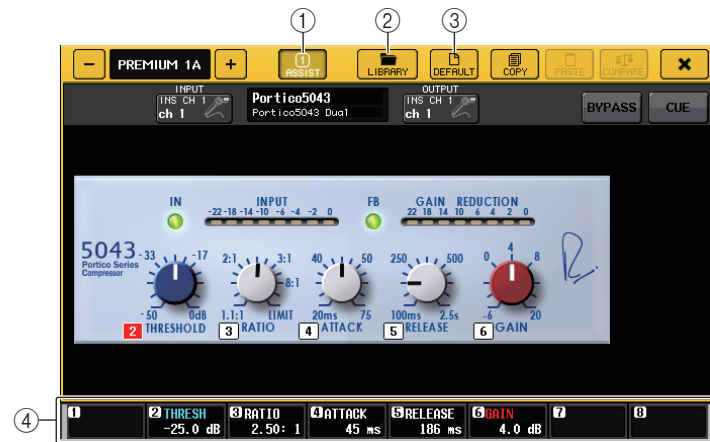 ① ② ③
− PREMIUM 1A + 1 ASSIST LIBRARY DEFAULT COPY PASTE COMPARE ×
INPUT OUTPUT
INS CH 1 ch 1 Portico5043 Portico5043 Dual INS CH 1 ch 1 BYPASS CUE
IN INPUT FB GAIN REDUCTION
-22 -18 -14 -10 -6 -4 -2 0 22 18 14 10 6 4 2 0
5043
Portico Series
Compressor
-33 -17 2:1 3:1 8:1 40 50 250 500 0 4 8
-50 0dB 1.1:1 LIMIT 20ms 75 100ms 2.5s -6 20
2 THRESHOLD 3 RATIO 4 ATTACK 5 RELEASE 6 GAIN
④
1 2 THRESH 3 RATIO 4 ATTACK 5 RELEASE 6 GAIN 7 8
-25.0 dB 2.50: 1 45 ms 186 ms 4.0 dB